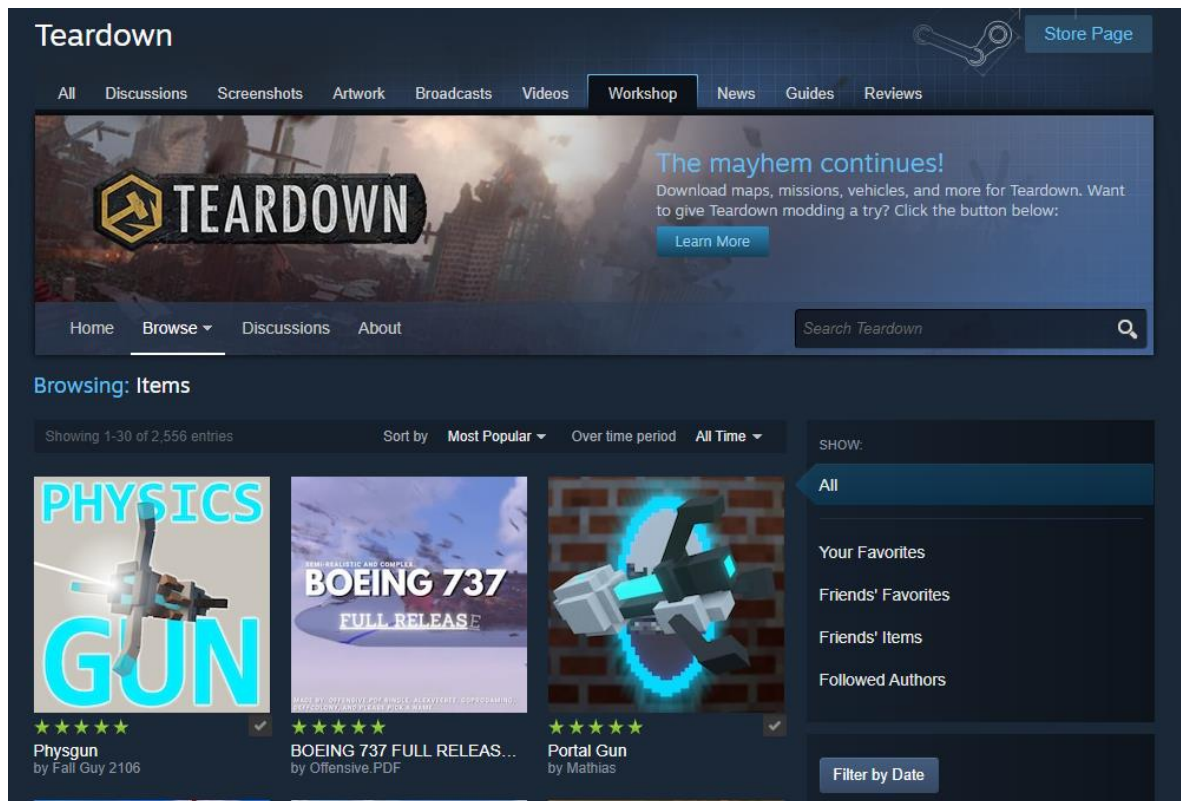 Teardown
Store Page
All Discussions Screenshots Artwork Broadcasts Videos Workshop News Guides Reviews
TEARDOWN
The mayhem continues!
Download maps, missions, vehicles, and more for Teardown. Want
to give Teardown modding a try? Click the button below:
Learn More
Home Browse Discussions About
Search Teardown
Browsing: Items
Showing 1-30 of 2,556 entries
Sort by Most Popular Over time period All Time
SHOW:
All
Your Favorites
Friends' Favorites
Friends' Items
Followed Authors
Filter by Date
PHYSICS
GUN
Physgun
by Fall Guy 2106
SEMI-REALISTIC AND COMPLEX
BOEING 737
FULL RELEASE
BOEING 737 FULL RELEAS...
by Offensive.PDF
Portal Gun
by Mathias